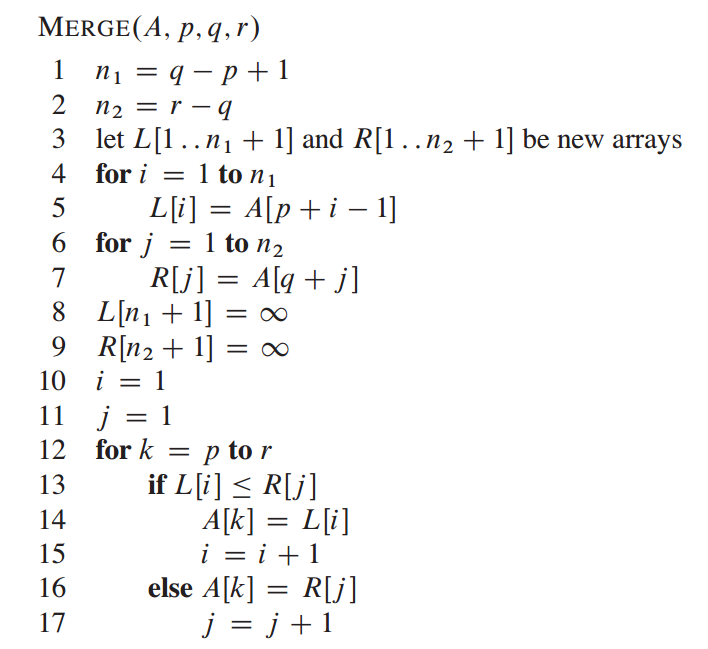 MERGE(A, p, q, r)
1 n₁ = q − p + 1
2 n₂ = r − q
3 let L[1 . . n₁ + 1] and R[1 . . n₂ + 1] be new arrays
4 for i = 1 to n₁
5 L[i] = A[p + i − 1]
6 for j = 1 to n₂
7 R[j] = A[q + j]
8 L[n₁ + 1] = ∞
9 R[n₂ + 1] = ∞
10 i = 1
11 j = 1
12 for k = p to r
13 if L[i] ≤ R[j]
14 A[k] = L[i]
15 i = i + 1
16 else A[k] = R[j]
17 j = j + 1